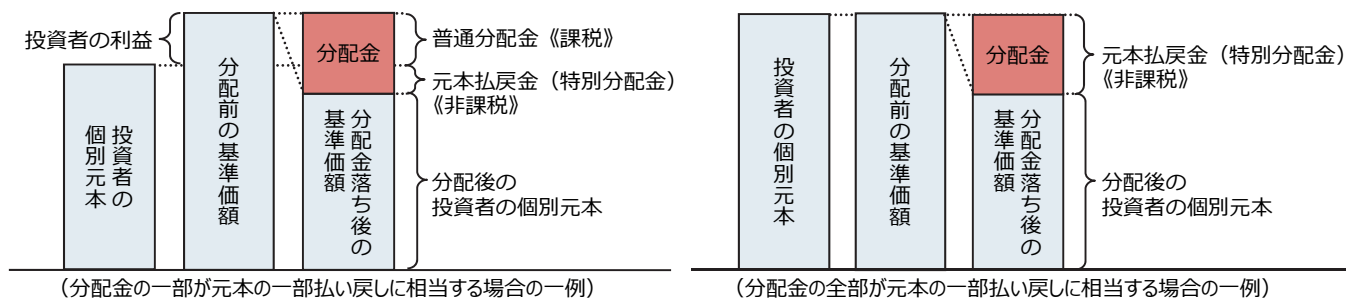 投資者の利益
投資者の
個別元本
分配前の基準価額
分配金
分配金落ち後の
基準価額
普通分配金《課税》
元本払戻金（特別分配金）
《非課税》
分配後の
投資者の個別元本
（分配金の一部が元本の一部払い戻しに相当する場合の一例）
投資者の個別元本
分配前の基準価額
分配金
分配金落ち後の
基準価額
元本払戻金（特別分配金）
《非課税》
分配後の
投資者の個別元本
（分配金の全部が元本の一部払い戻しに相当する場合の一例）